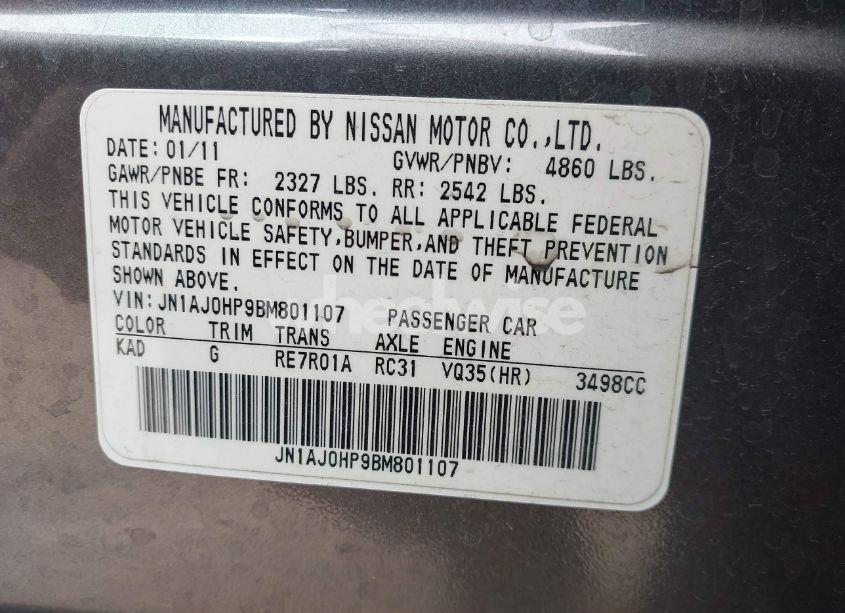 MANUFACTURED BY NISSAN MOTOR CO.,LTD.
DATE: 01/11 GVWR/PNBV: 4860 LBS.
GAWR/PNBE FR: 2327 LBS. RR: 2542 LBS.
THIS VEHICLE CONFORMS TO ALL APPLICABLE FEDERAL
MOTOR VEHICLE SAFETY,BUMPER,AND THEFT PREVENTION
STANDARDS IN EFFECT ON THE DATE OF MANUFACTURE
SHOWN ABOVE.
VIN:JN1AJ0HP9BM801107 PASSENGER CAR
COLOR TRIM TRANS AXLE ENGINE
KAD G RE7R01A RC31 VQ35(HR) 3498CC
JN1AJ0HP9BM801107